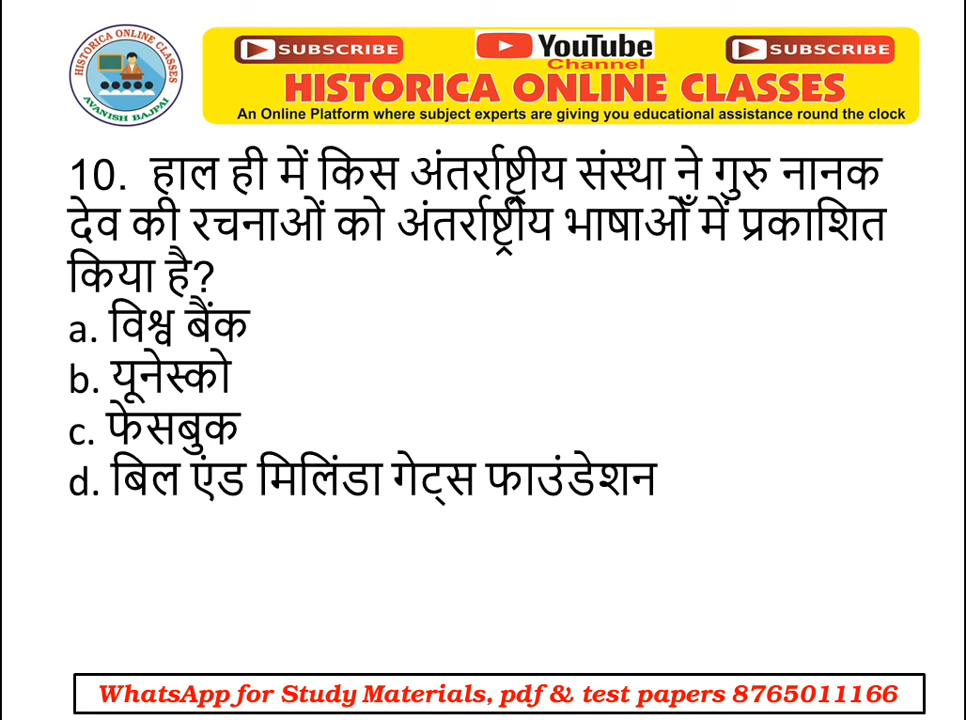 HISTORICA ONLINE CLASSES
AVANISH BAJPAI
SUBSCRIBE
YouTube
Channel
SUBSCRIBE
HISTORICA ONLINE CLASSES
An Online Platform where subject experts are giving you educational assistance round the clock
10. हाल ही में किस अंतर्राष्ट्रीय संस्था ने गुरु नानक
देव की रचनाओं को अंतर्राष्ट्रीय भाषाओँ में प्रकाशित
किया है?
a. विश्व बैंक
b. यूनेस्को
c. फेसबुक
d. बिल एंड मिलिंडा गेट्स फाउंडेशन
WhatsApp for Study Materials, pdf & test papers 8765011166